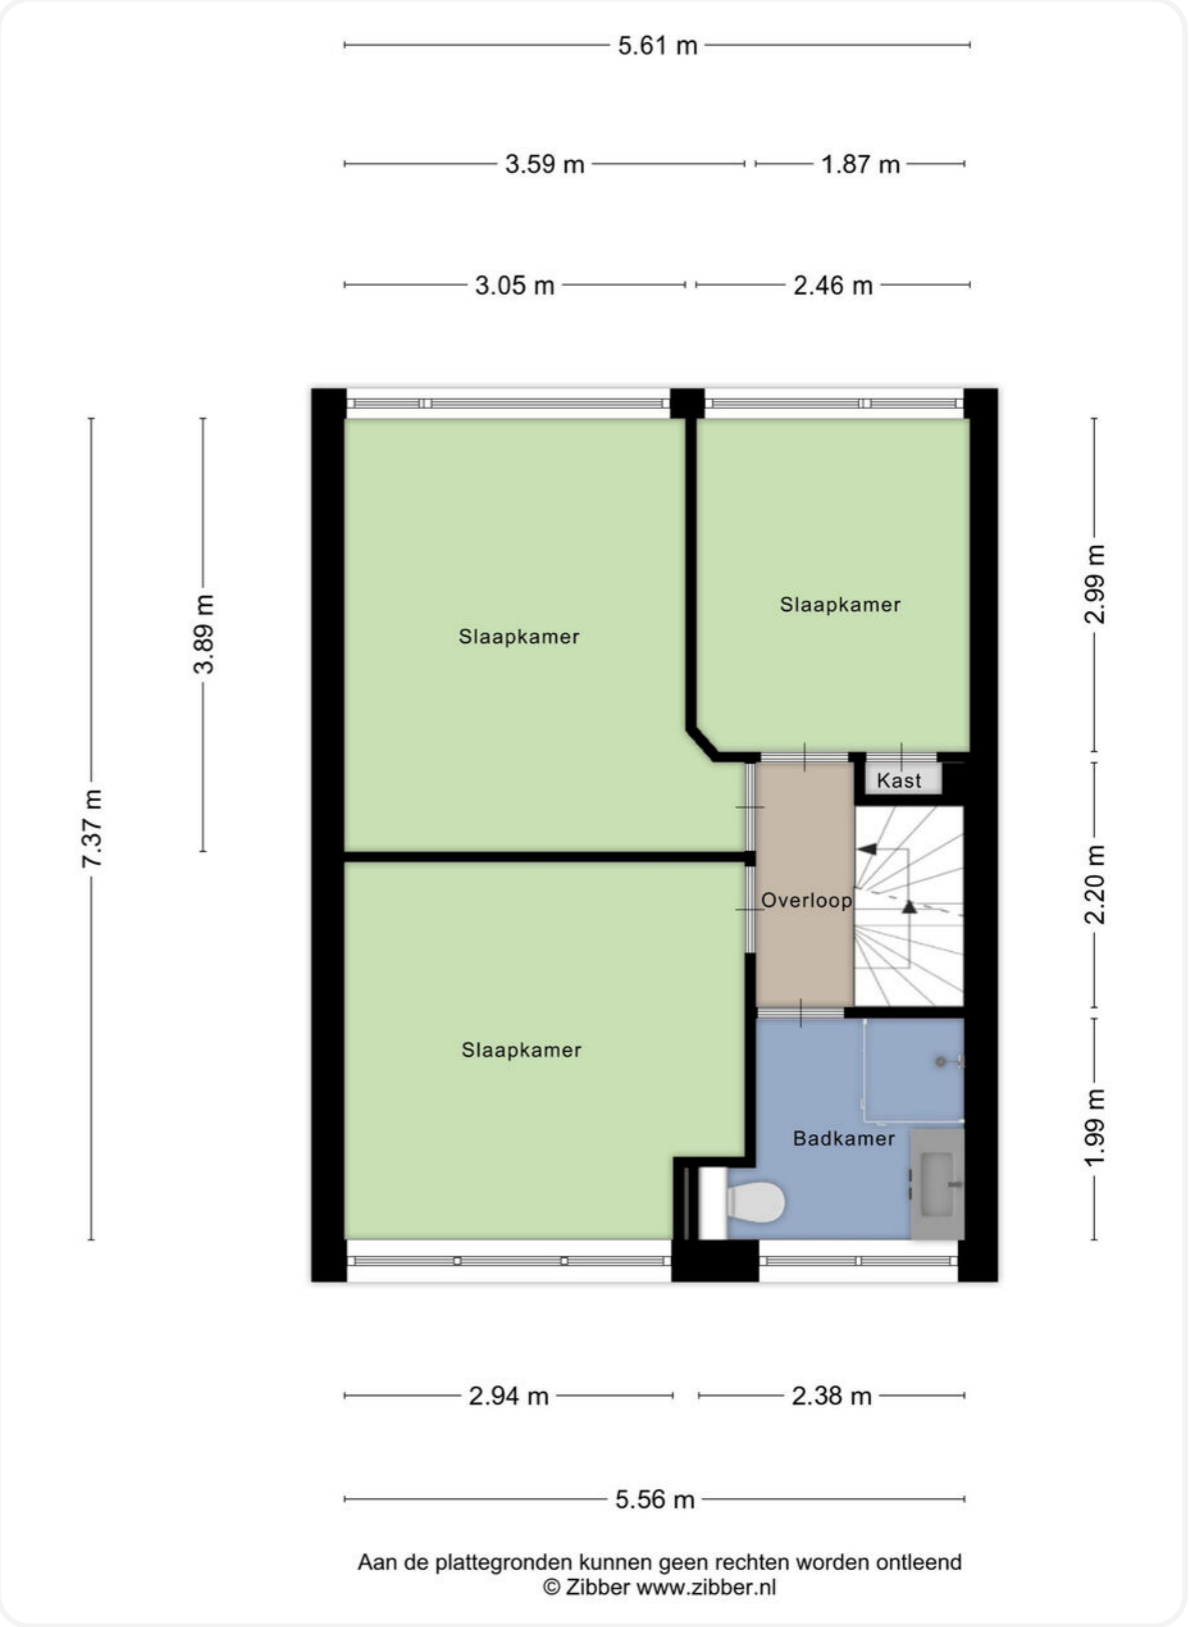 5.61 m
3.59 m
1.87 m
3.05 m
2.46 m
2.99 m
Slaapkamer
3.89 m
Slaapkamer
Kast
7.37 m
2.20 m
Overloop
Slaapkamer
1.99 m
Badkamer
2.94 m
2.38 m
5.56 m
Aan de plattegronden kunnen geen rechten worden ontleend
© Zibber www.zibber.nl